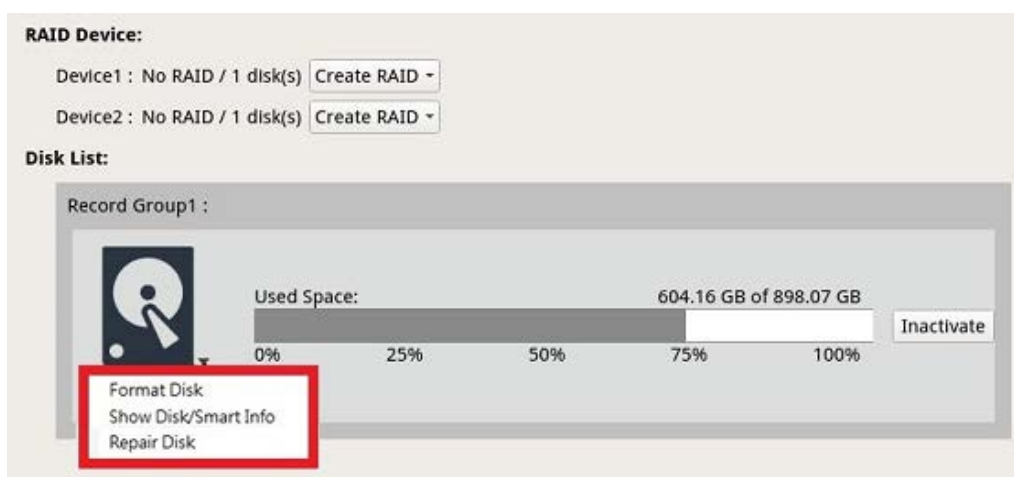 RAID Device:
Device1 : No RAID / 1 disk(s) Create RAID
Device2 : No RAID / 1 disk(s) Create RAID
Disk List:
Record Group1 :
Used Space: 604.16 GB of 898.07 GB
Inactivate
0% 25% 50% 75% 100%
Format Disk
Show Disk/Smart Info
Repair Disk